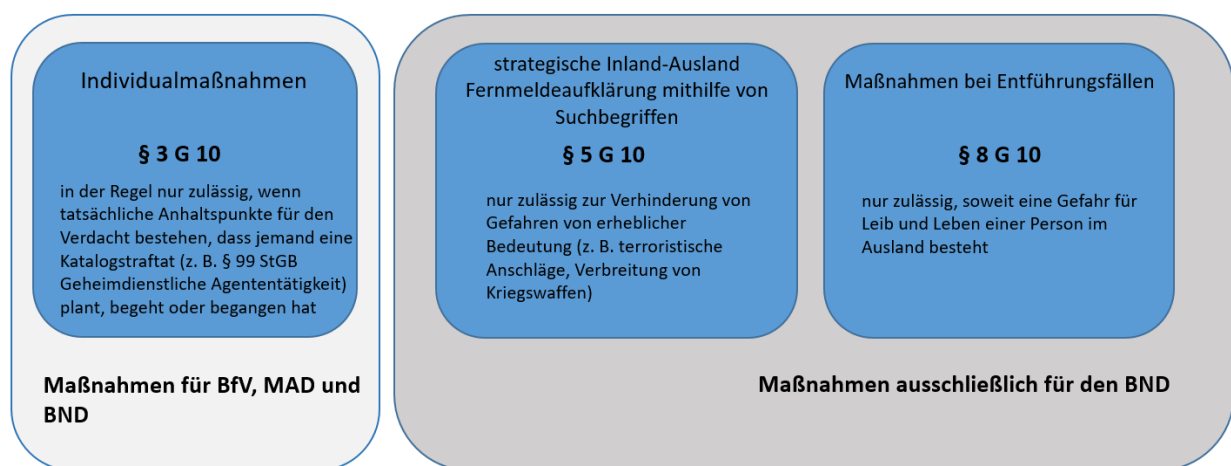 Individualmaßnahmen
§ 3 G 10
in der Regel nur zulässig, wenn
tatsächliche Anhaltspunkte für den
Verdacht bestehen, dass jemand eine
Katalogstraftat (z. B. § 99 StGB
Geheimdienstliche Agententätigkeit)
plant, begeht oder begangen hat
Maßnahmen für BfV, MAD und
BND
strategische Inland-Ausland
Fernmeldeaufklärung mithilfe von
Suchbegriffen
§ 5 G 10
nur zulässig zur Verhinderung von
Gefahren von erheblicher
Bedeutung (z. B. terroristische
Anschläge, Verbreitung von
Kriegswaffen)
Maßnahmen bei Entführungsfällen
§ 8 G 10
nur zulässig, soweit eine Gefahr für
Leib und Leben einer Person im
Ausland besteht
Maßnahmen ausschließlich für den BND